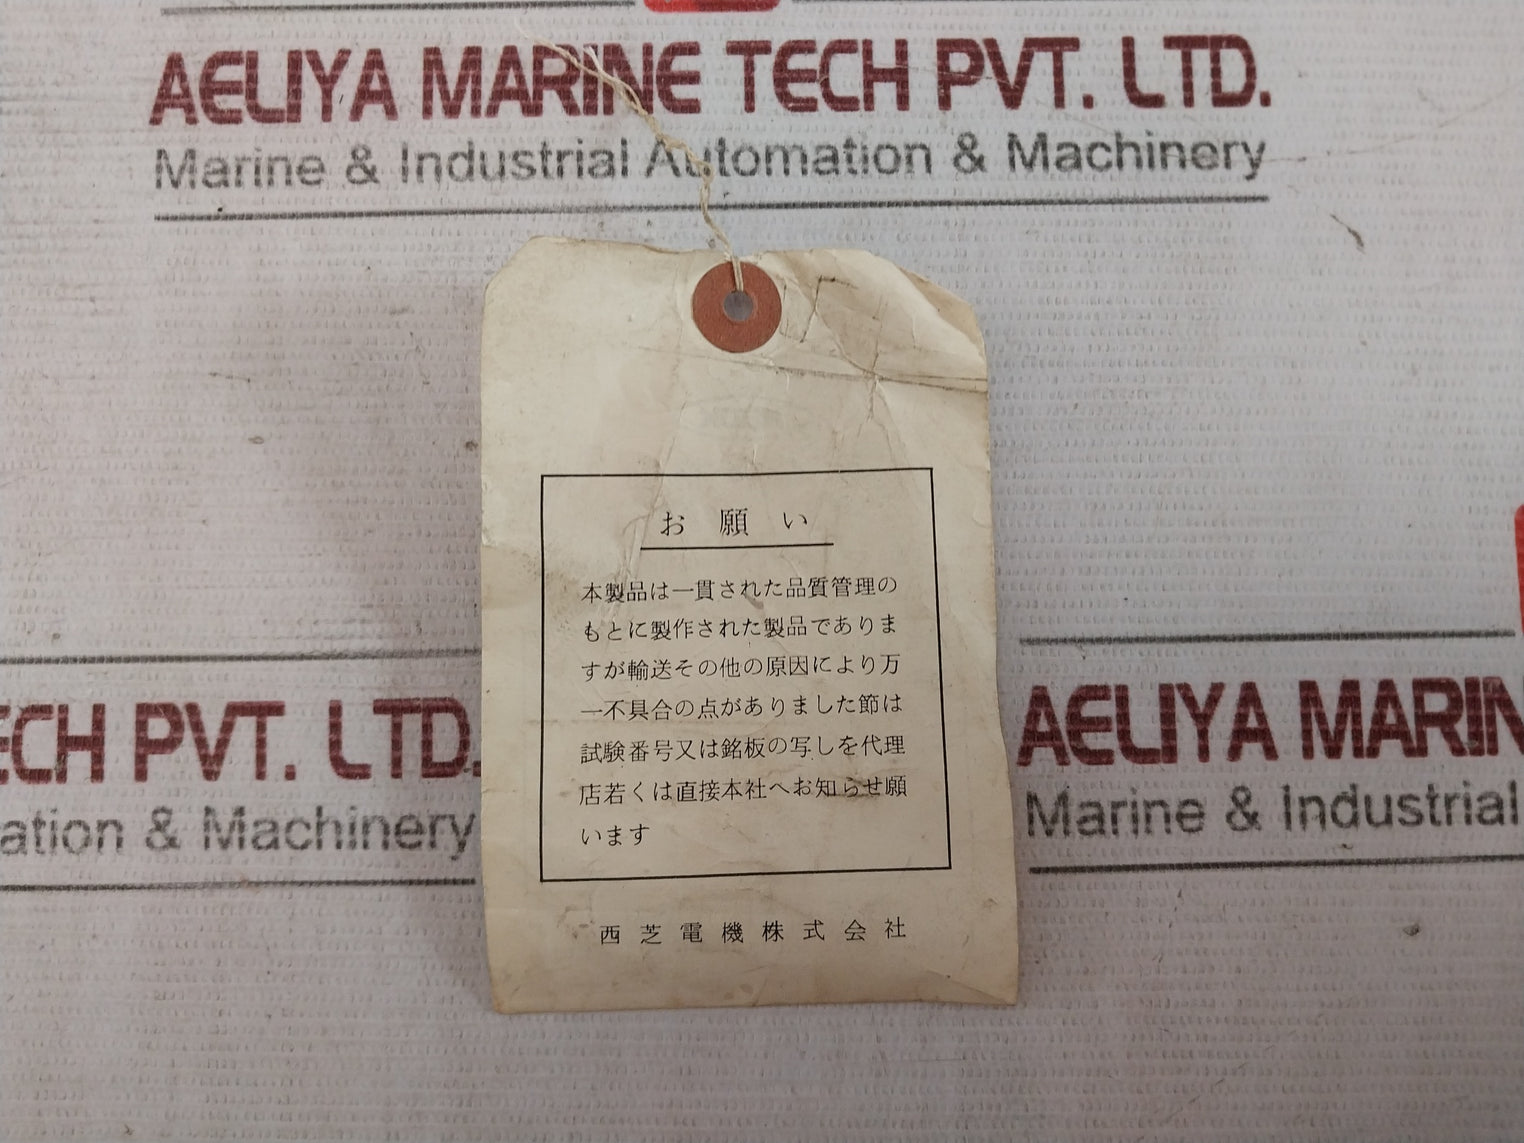 AELIYA MARINE TECH PVT. LTD.
Marine & Industrial Automation & Machinery
お願い
本製品は一貫された品質管理の
もとに製作された製品でありま
すが輸送その他の原因により万
一不具合の点がありました節は
試験番号又は銘板の写しを代理
店若くは直接本社へお知らせ願
います
西芝電機株式会社
ECH PVT. LTD.
ation & Machinery
AELIYA MARIN
Marine & Industrial